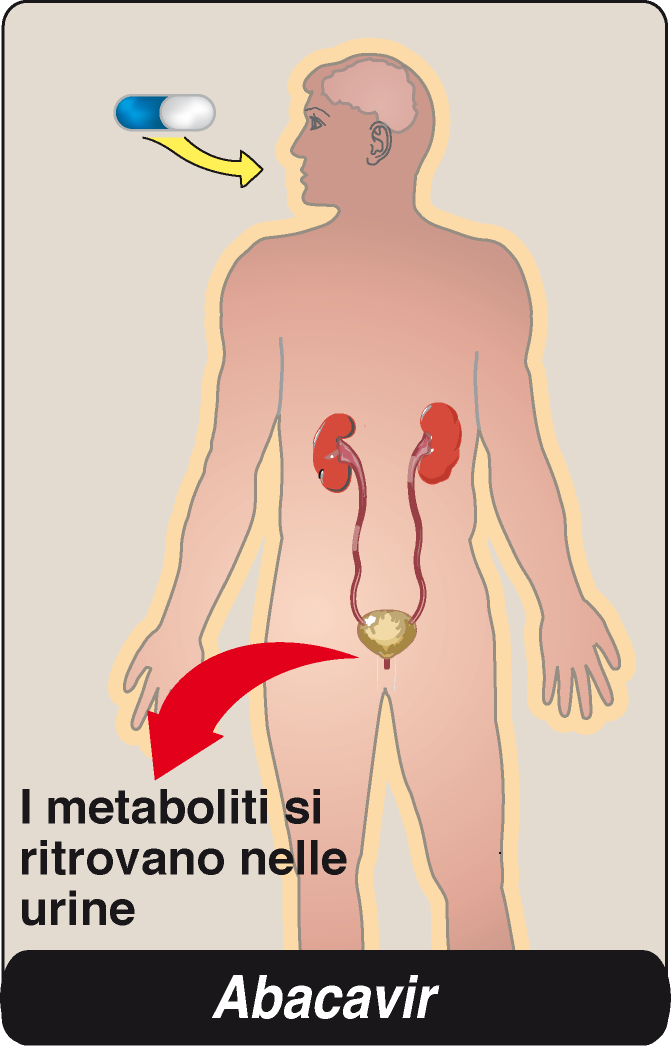 I metaboliti si
ritrovano nelle
urine
Abacavir